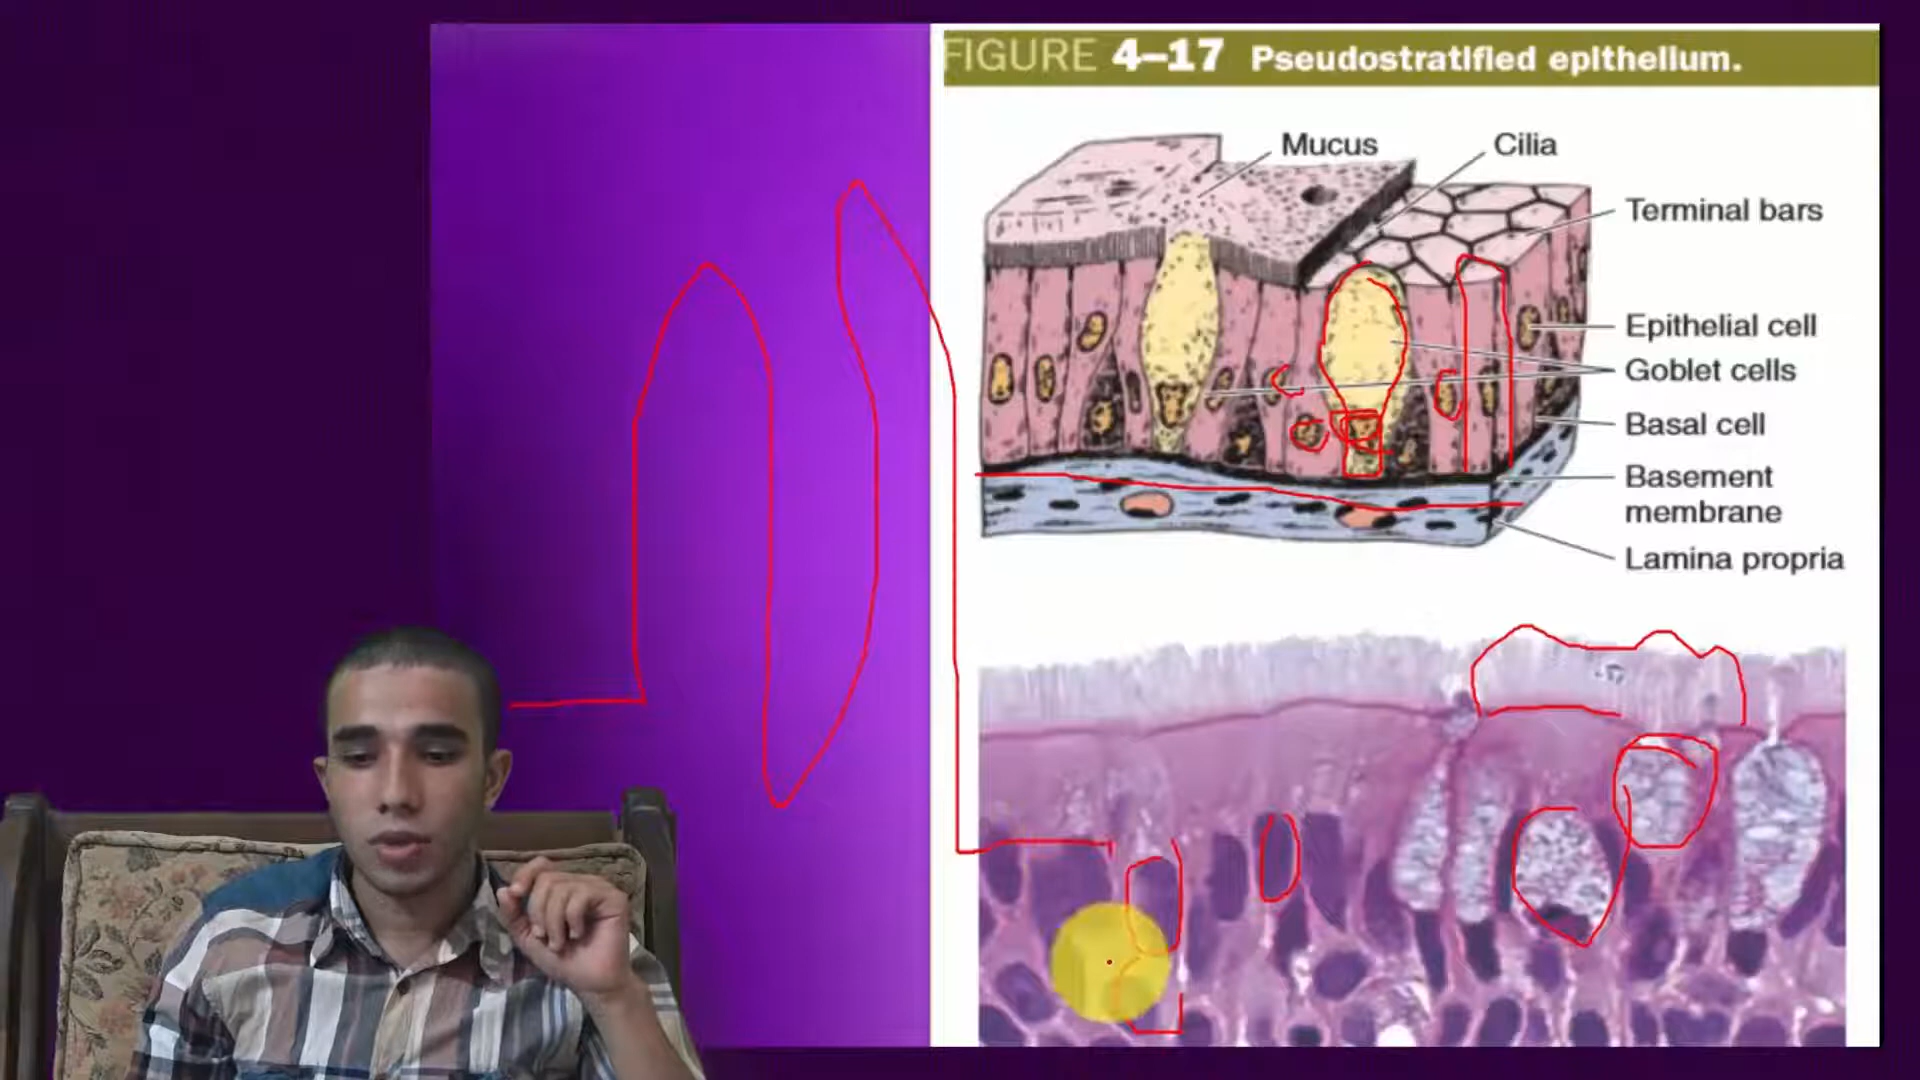 FIGURE 4–17 Pseudostratified epithelium.
Mucus
Cilia
Terminal bars
Epithelial cell
Goblet cells
Basal cell
Basement
membrane
Lamina propria